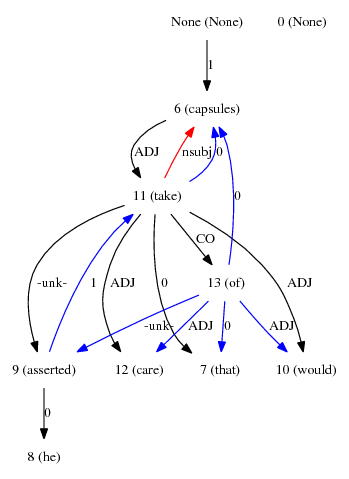 None (None) 0 (None)
1
6 (capsules)
ADJ nsubj 0
11 (take) 0
CO
-unk- 1 ADJ 0 13 (of) ADJ
-unk- ADJ 0 ADJ
9 (asserted) 12 (care) 7 (that) 10 (would)
0
8 (he)